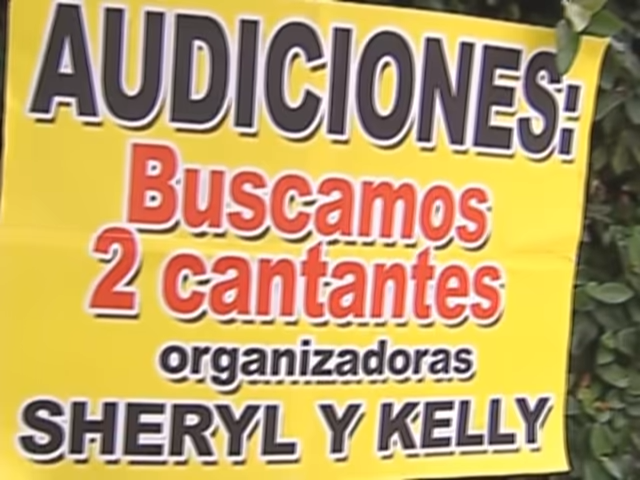 AUDICIONES:
Buscamos
2 cantantes
organizadoras
SHERYL Y KELLY